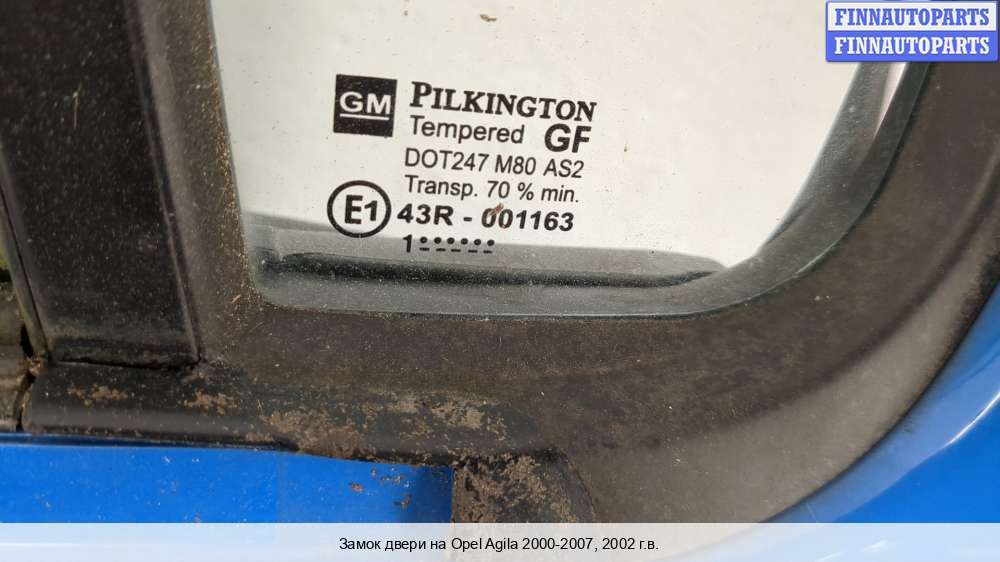 FINNAUTOPARTS
FINNAUTOPARTS
GM PILKINGTON
Tempered GF
DOT247 M80 AS2
Transp. 70 % min.
E1 43R - 001163
1
Замок двери на Opel Agila 2000-2007, 2002 г.в.